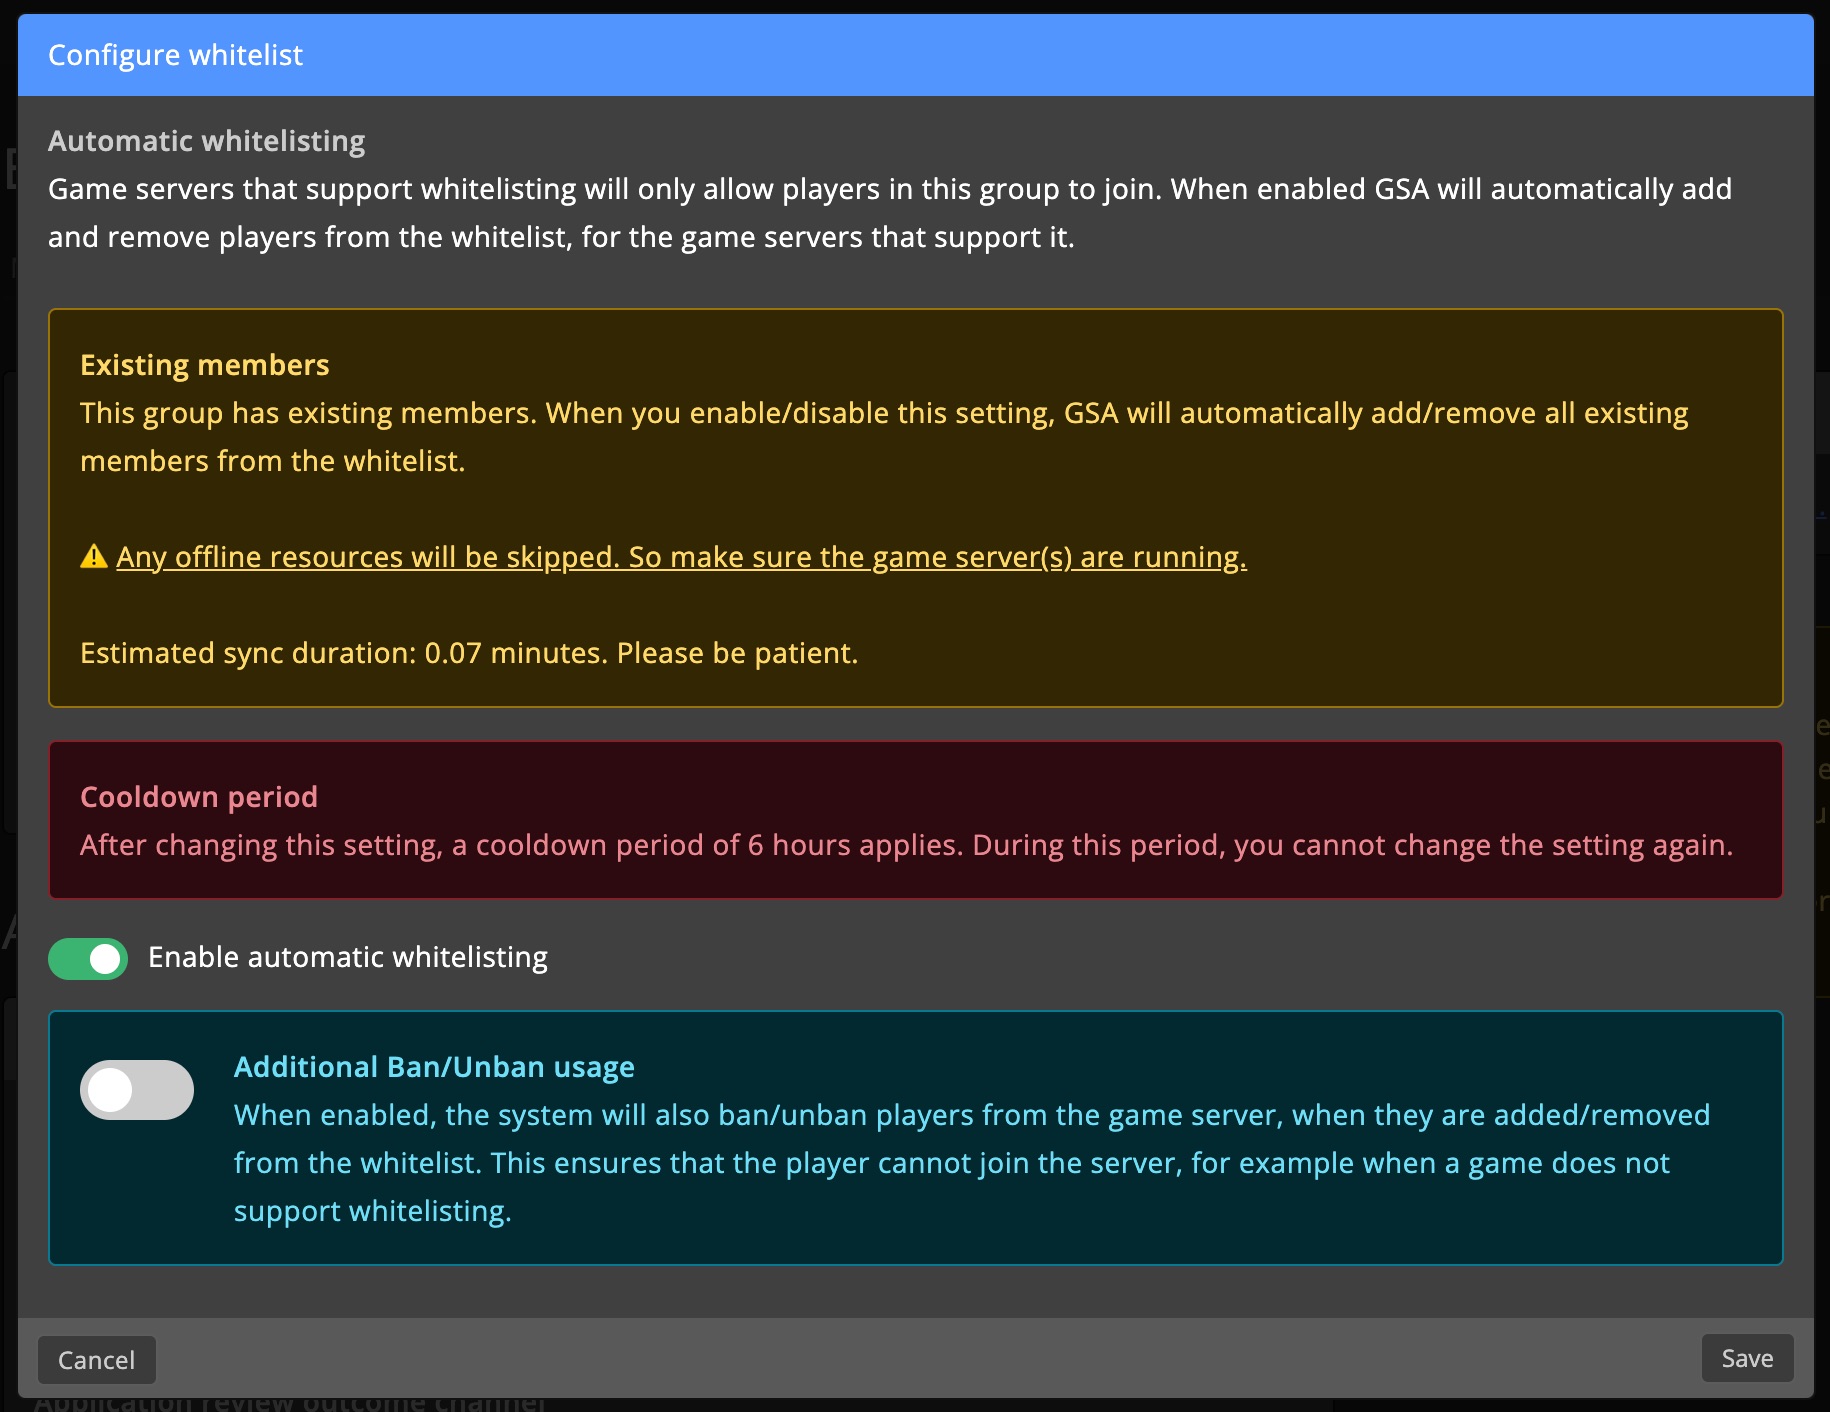 Configure whitelist
Automatic whitelisting
Game servers that support whitelisting will only allow players in this group to join. When enabled GSA will automatically add
and remove players from the whitelist, for the game servers that support it.
Existing members
This group has existing members. When you enable/disable this setting, GSA will automatically add/remove all existing
members from the whitelist.
Any offline resources will be skipped. So make sure the game server(s) are running.
Estimated sync duration: 0.07 minutes. Please be patient.
Cooldown period
After changing this setting, a cooldown period of 6 hours applies. During this period, you cannot change the setting again.
Enable automatic whitelisting
Additional Ban/Unban usage
When enabled, the system will also ban/unban players from the game server, when they are added/removed
from the whitelist. This ensures that the player cannot join the server, for example when a game does not
support whitelisting.
Cancel
Save
Application review outcome channel